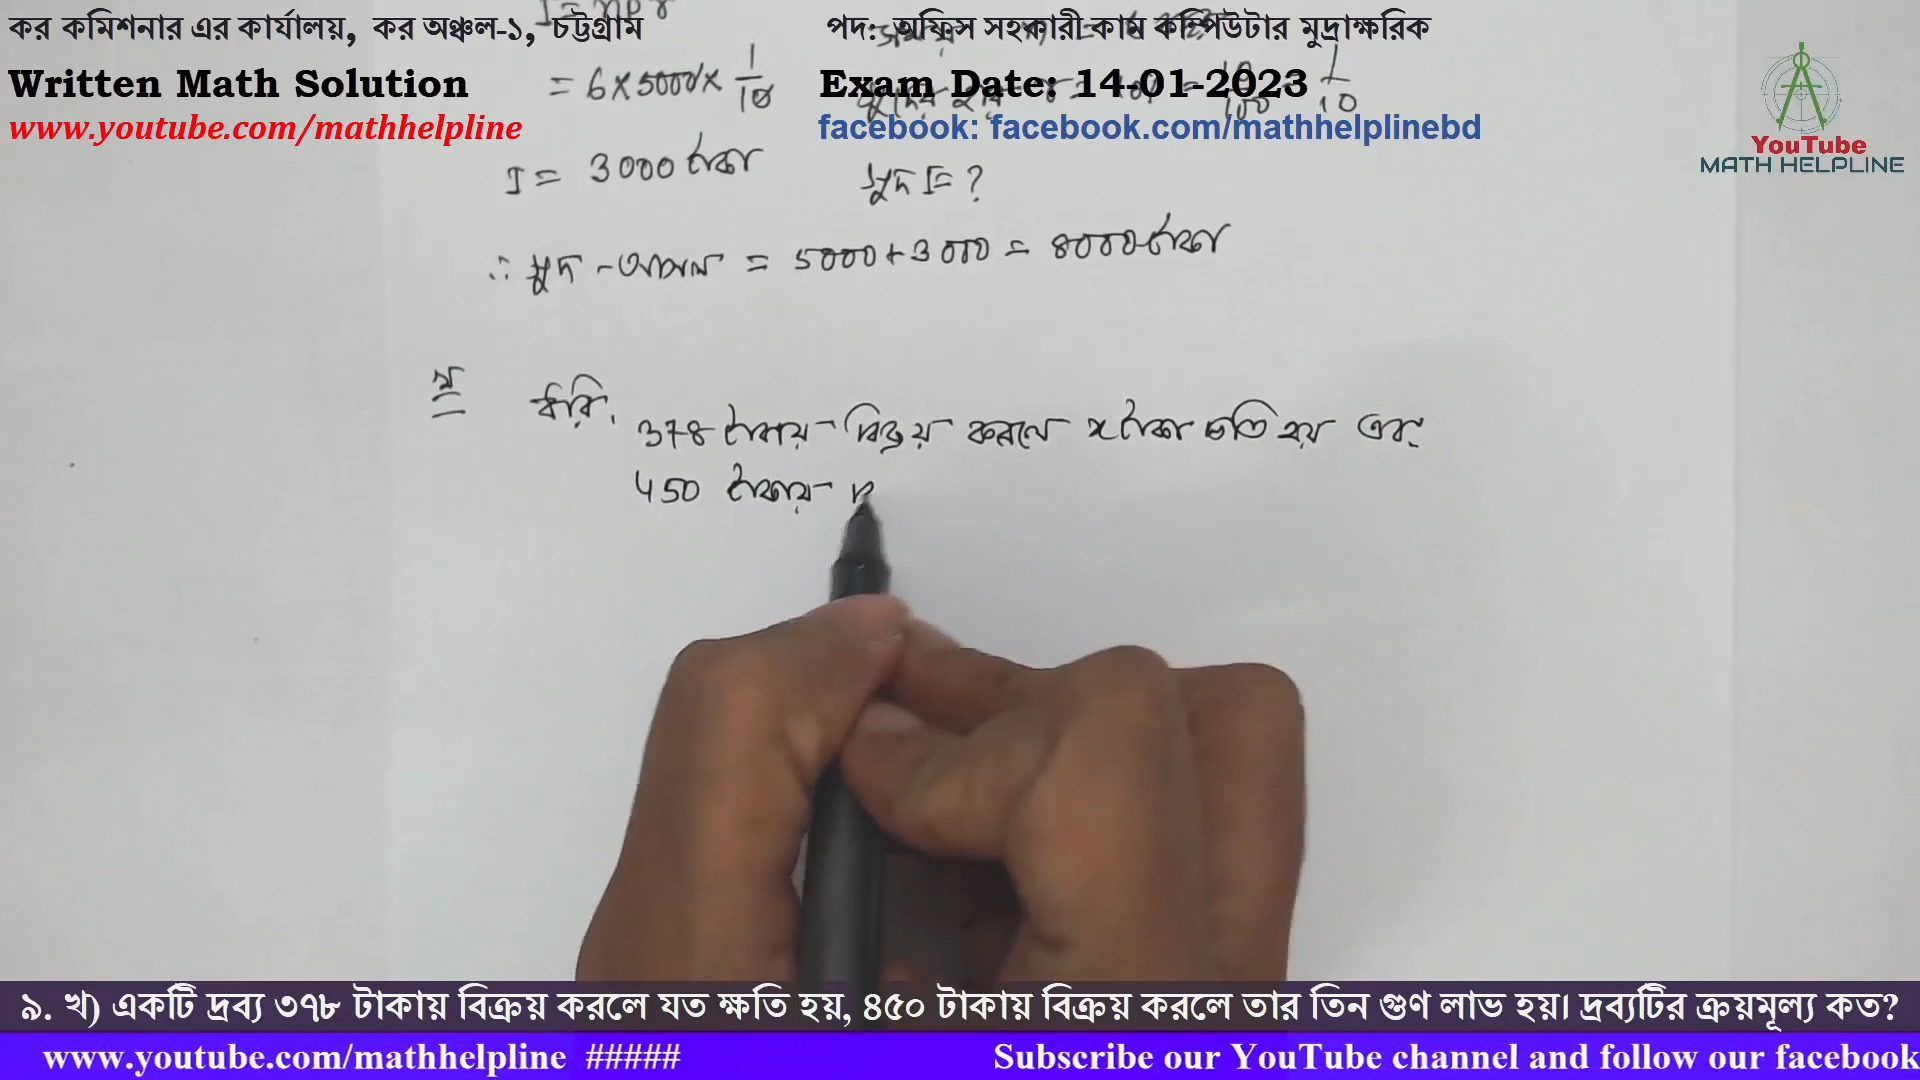 কর কমিশনার এর কার্যালয়, কর অঞ্চল-১, চট্টগ্রাম
পদ: অফিস সহকারী কাম কম্পিউটার মুদ্রাক্ষরিক
Written Math Solution
Exam Date: 14-01-2023
www.youtube.com/mathhelpline
facebook: facebook.com/mathhelplinebd
YouTube
MATH HELPLINE
I = npr
= 6 × 5000 × 1/10
I = 3000 টাকা
সুদ I = ?
∴ সুদ-আসল = 5000 + 3000 = 8000 টাকা
খ
ধরি,
378 টাকায় বিক্রয় করলে x টাকা ক্ষতি হয় এবং
450 টাকায়
৯. খ) একটি দ্রব্য ৩৭৮ টাকায় বিক্রয় করলে যত ক্ষতি হয়, ৪৫০ টাকায় বিক্রয় করলে তার তিন গুণ লাভ হয়। দ্রব্যটির ক্রয়মূল্য কত?
www.youtube.com/mathhelpline #####
Subscribe our YouTube channel and follow our facebook